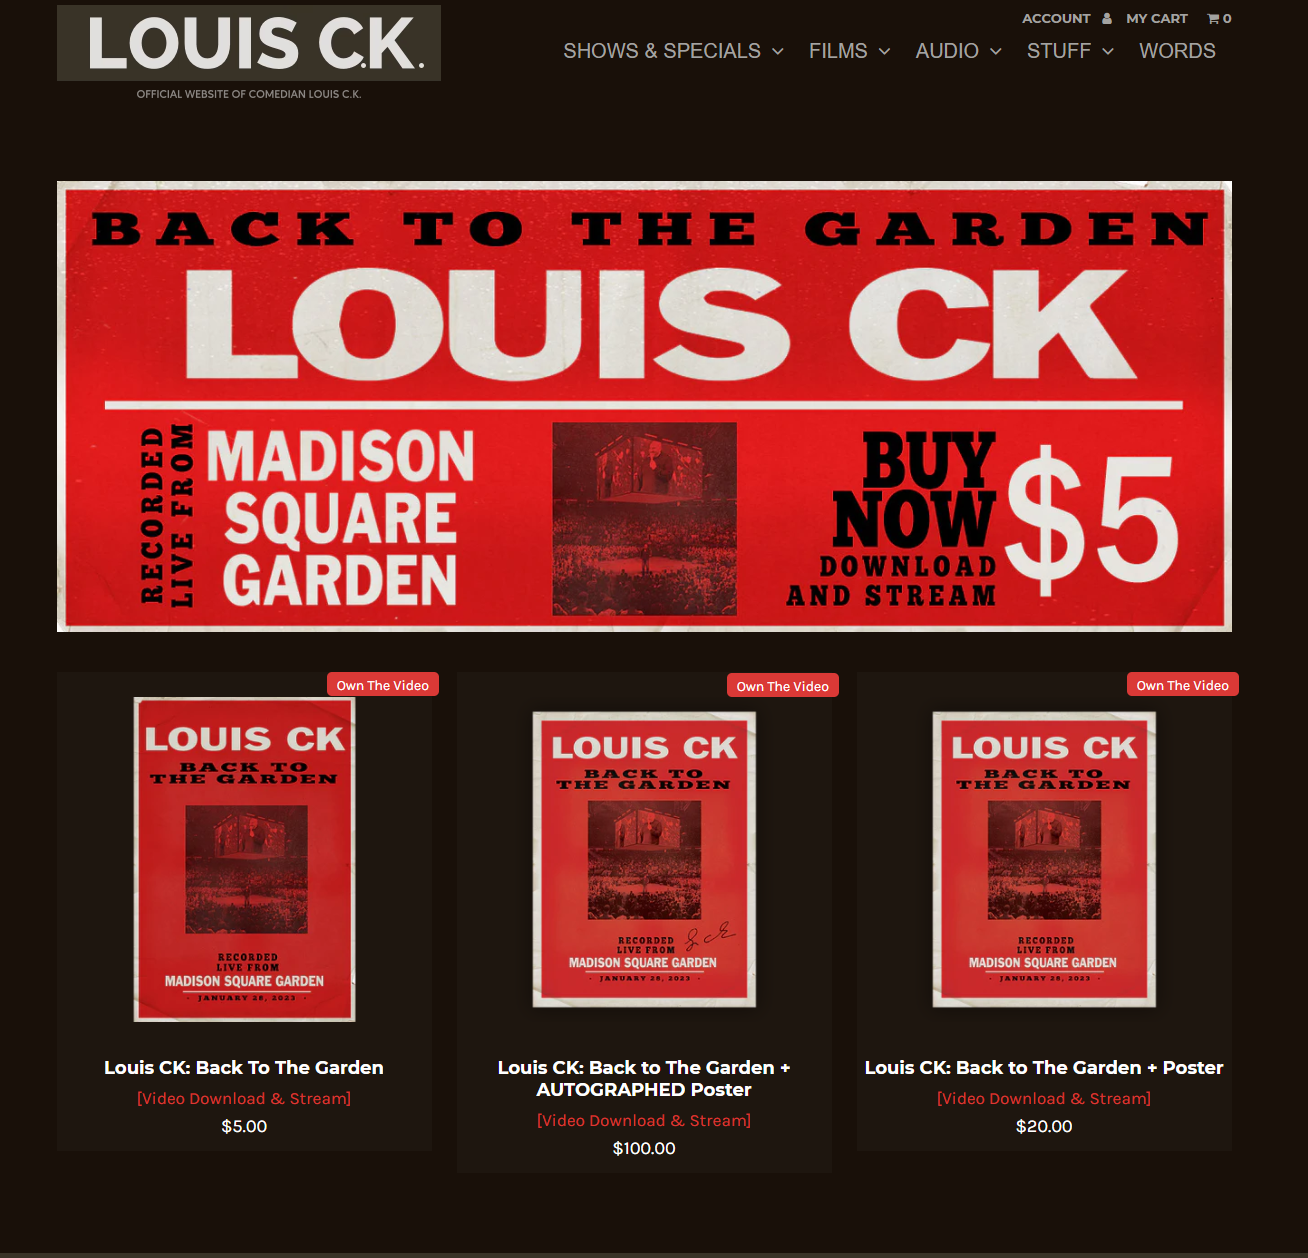 LOUIS C.K.
OFFICIAL WEBSITE OF COMEDIAN LOUIS C.K.
ACCOUNT MY CART 0
SHOWS & SPECIALS FILMS AUDIO STUFF WORDS
BACK TO THE GARDEN
LOUIS CK
RECORDED
LIVE FROM
MADISON
SQUARE
GARDEN
BUY
NOW
DOWNLOAD
AND STREAM
$5
Own The Video
LOUIS CK
BACK TO
THE GARDEN
RECORDED
LIVE FROM
MADISON SQUARE GARDEN
· JANUARY 28, 2023 ·
Louis CK: Back To The Garden
[Video Download & Stream]
$5.00
Own The Video
LOUIS CK
BACK TO
THE GARDEN
RECORDED
LIVE FROM
MADISON SQUARE GARDEN
· JANUARY 28, 2023 ·
Louis CK: Back to The Garden +
AUTOGRAPHED Poster
[Video Download & Stream]
$100.00
Own The Video
LOUIS CK
BACK TO
THE GARDEN
RECORDED
LIVE FROM
MADISON SQUARE GARDEN
· JANUARY 28, 2023 ·
Louis CK: Back to The Garden + Poster
[Video Download & Stream]
$20.00